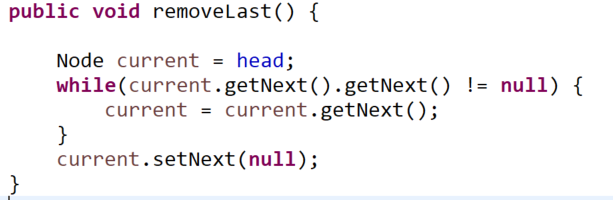 public void removeLast() {
    Node current = head;
    while(current.getNext().getNext() != null) {
        current = current.getNext();
    }
    current.setNext(null);
}